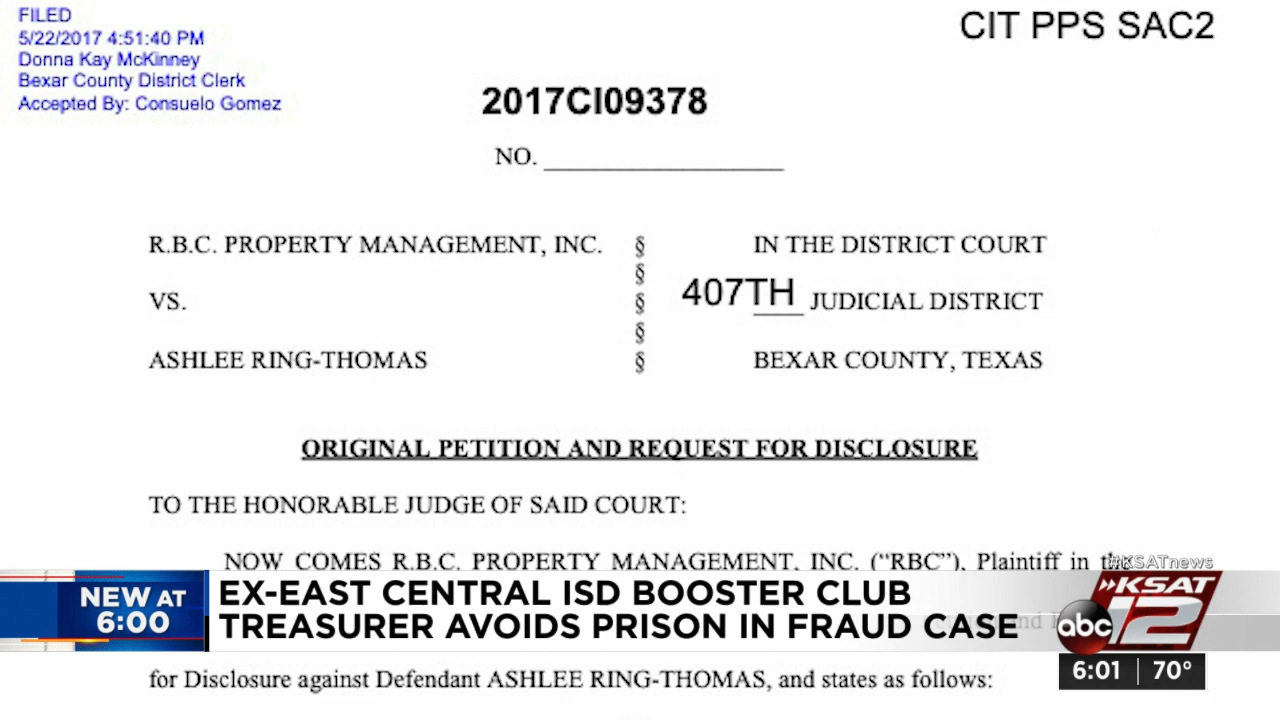 FILED
5/22/2017 4:51:40 PM
Donna Kay McKinney
Bexar County District Clerk
Accepted By: Consuelo Gomez
CIT PPS SAC2
2017CI09378
NO.
R.B.C. PROPERTY MANAGEMENT, INC. § IN THE DISTRICT COURT
§
VS. § 407TH JUDICIAL DISTRICT
§
ASHLEE RING-THOMAS § BEXAR COUNTY, TEXAS
ORIGINAL PETITION AND REQUEST FOR DISCLOSURE
TO THE HONORABLE JUDGE OF SAID COURT:
NOW COMES R.B.C. PROPERTY MANAGEMENT, INC. (“RBC”), Plaintiff in the
#KSATnews
NEW AT
6:00
EX-EAST CENTRAL ISD BOOSTER CLUB
TREASURER AVOIDS PRISON IN FRAUD CASE
abc KSAT
12
6:01 70°
for Disclosure against Defendant ASHLEE RING-THOMAS, and states as follows: